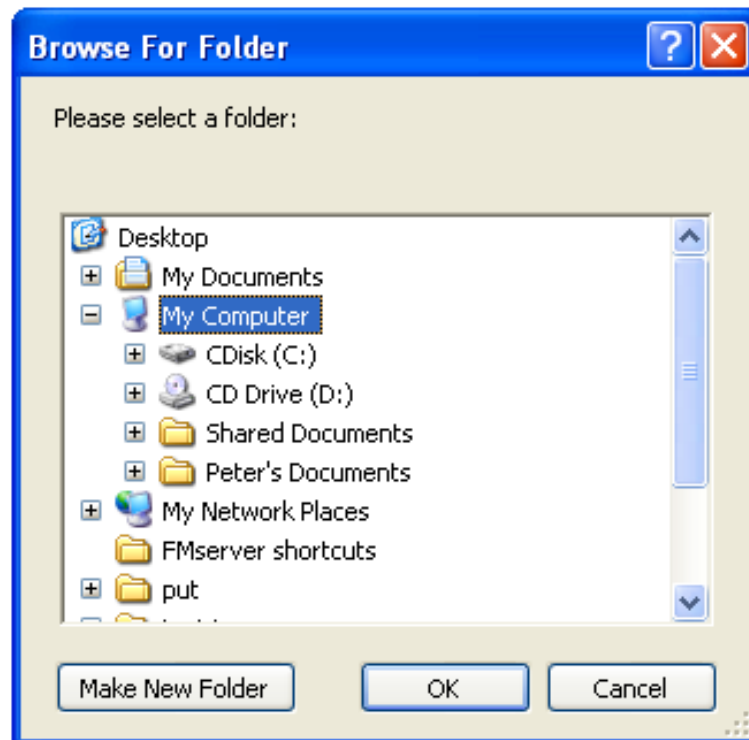 Browse For Folder
Please select a folder:
Desktop
My Documents
My Computer
CDisk (C:)
CD Drive (D:)
Shared Documents
Peter's Documents
My Network Places
FMserver shortcuts
put
Make New Folder
OK
Cancel